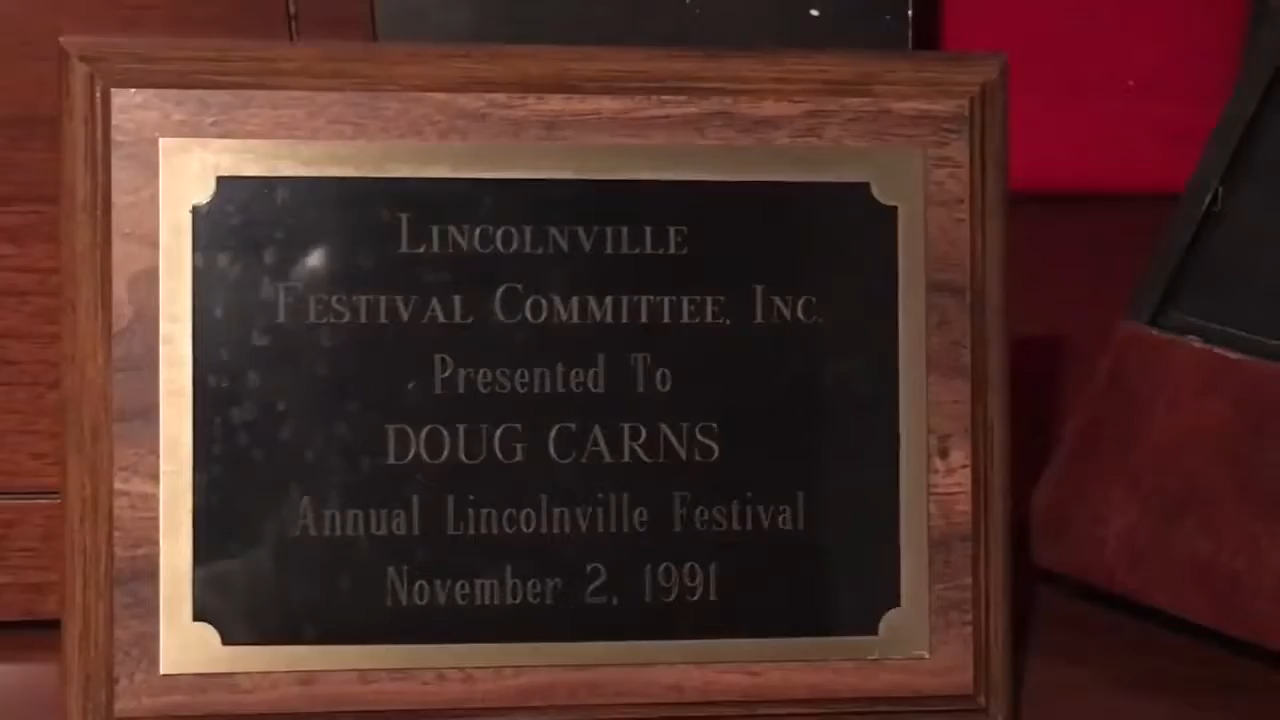 LINCOLNVILLE
FESTIVAL COMMITTEE, INC.
Presented To
DOUG CARNS
Annual Lincolnville Festival
November 2, 1991